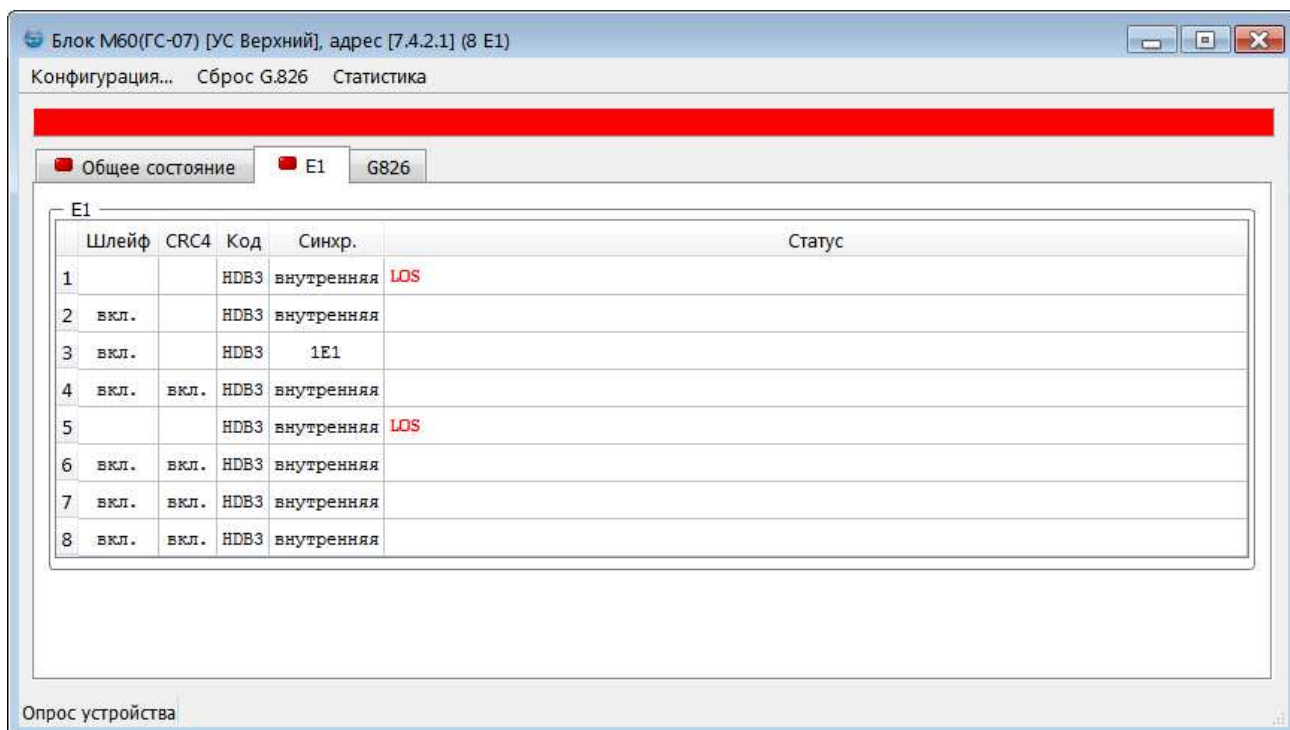 Блок М60(ГС-07) [УС Верхний], адрес [7.4.2.1] (8 E1)
Конфигурация... Сброс G.826 Статистика
Общее состояние E1 G826
E1
Шлейф CRC4 Код Синхр. Статус
1 HDB3 внутренняя LOS
2 вкл. HDB3 внутренняя
3 вкл. HDB3 1E1
4 вкл. вкл. HDB3 внутренняя
5 HDB3 внутренняя LOS
6 вкл. вкл. HDB3 внутренняя
7 вкл. вкл. HDB3 внутренняя
8 вкл. вкл. HDB3 внутренняя
Опрос устройства